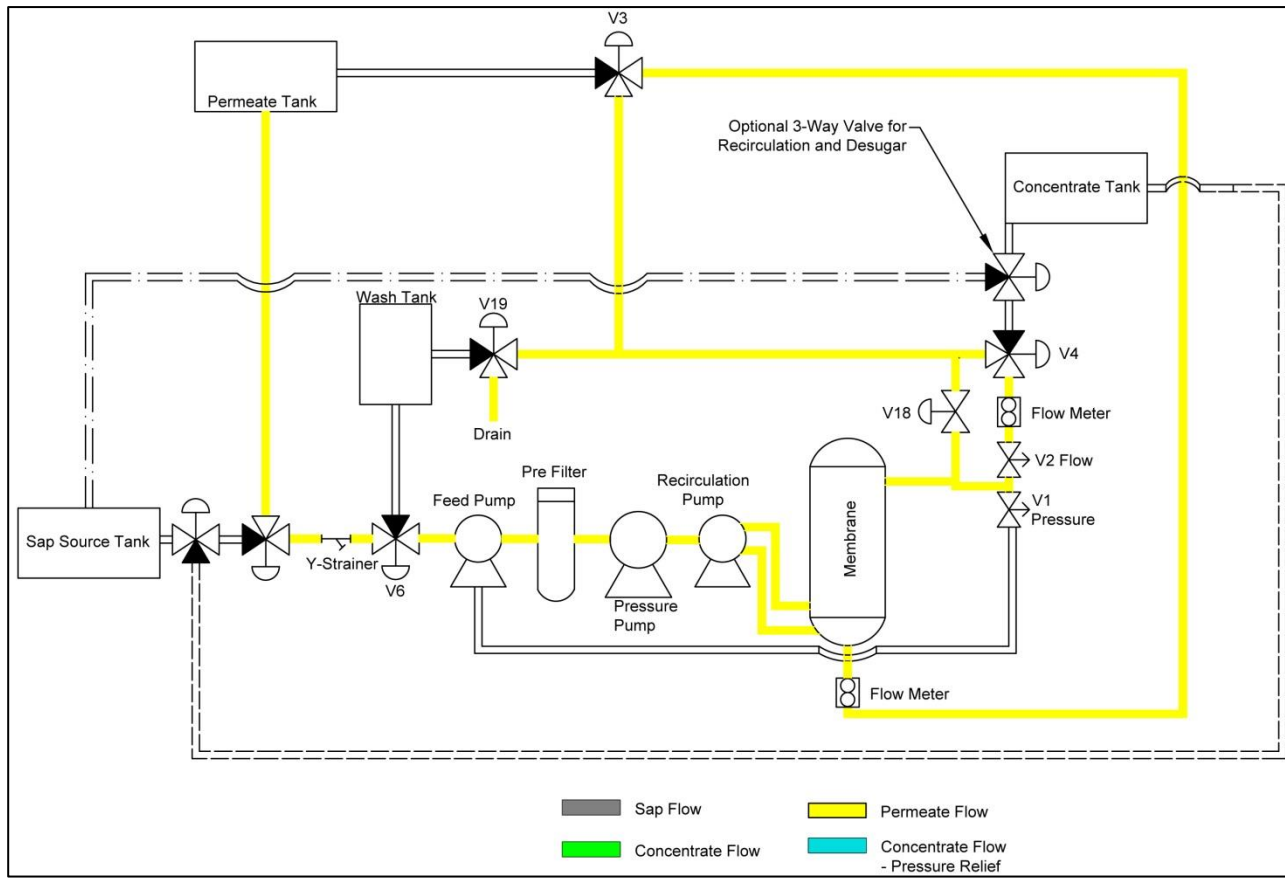 V3
Permeate Tank
Optional 3-Way Valve for
Recirculation and Desugar
Concentrate Tank
Wash Tank
V19
V4
V18
Flow Meter
Drain
Pre Filter
Recirculation
Pump
V2 Flow
Feed Pump
V1
Pressure
Sap Source Tank
Membrane
Y-Strainer
V6
Pressure
Pump
Flow Meter
Sap Flow
Permeate Flow
Concentrate Flow
Concentrate Flow
- Pressure Relief